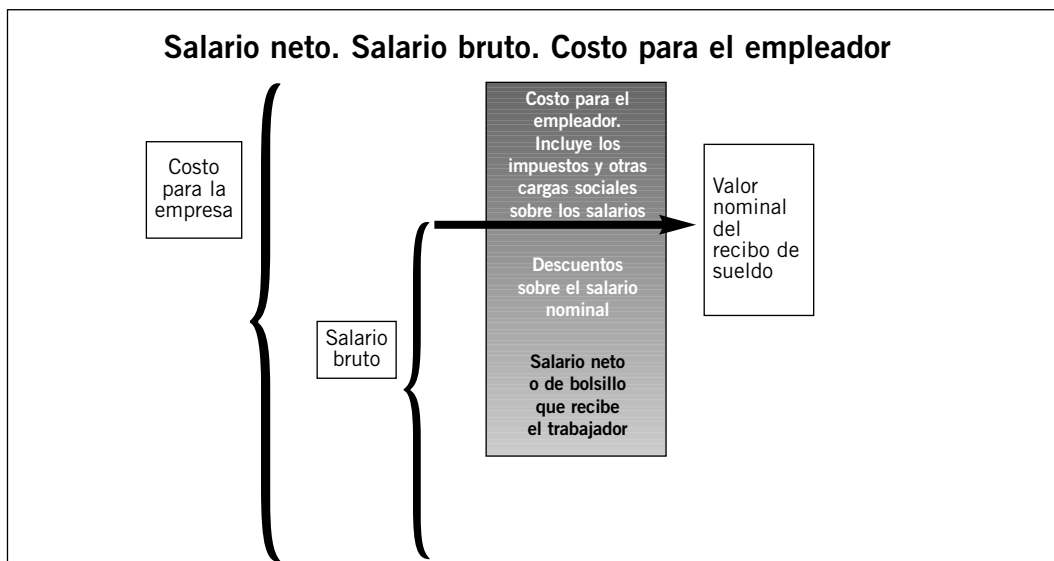 Salario neto. Salario bruto. Costo para el empleador
Costo
para la
empresa
Salario
bruto
Costo para el
empleador.
Incluye los
impuestos y otras
cargas sociales
sobre los salarios
Descuentos
sobre el salario
nominal
Salario neto
o de bolsillo
que recibe
el trabajador
Valor
nominal
del
recibo de
sueldo